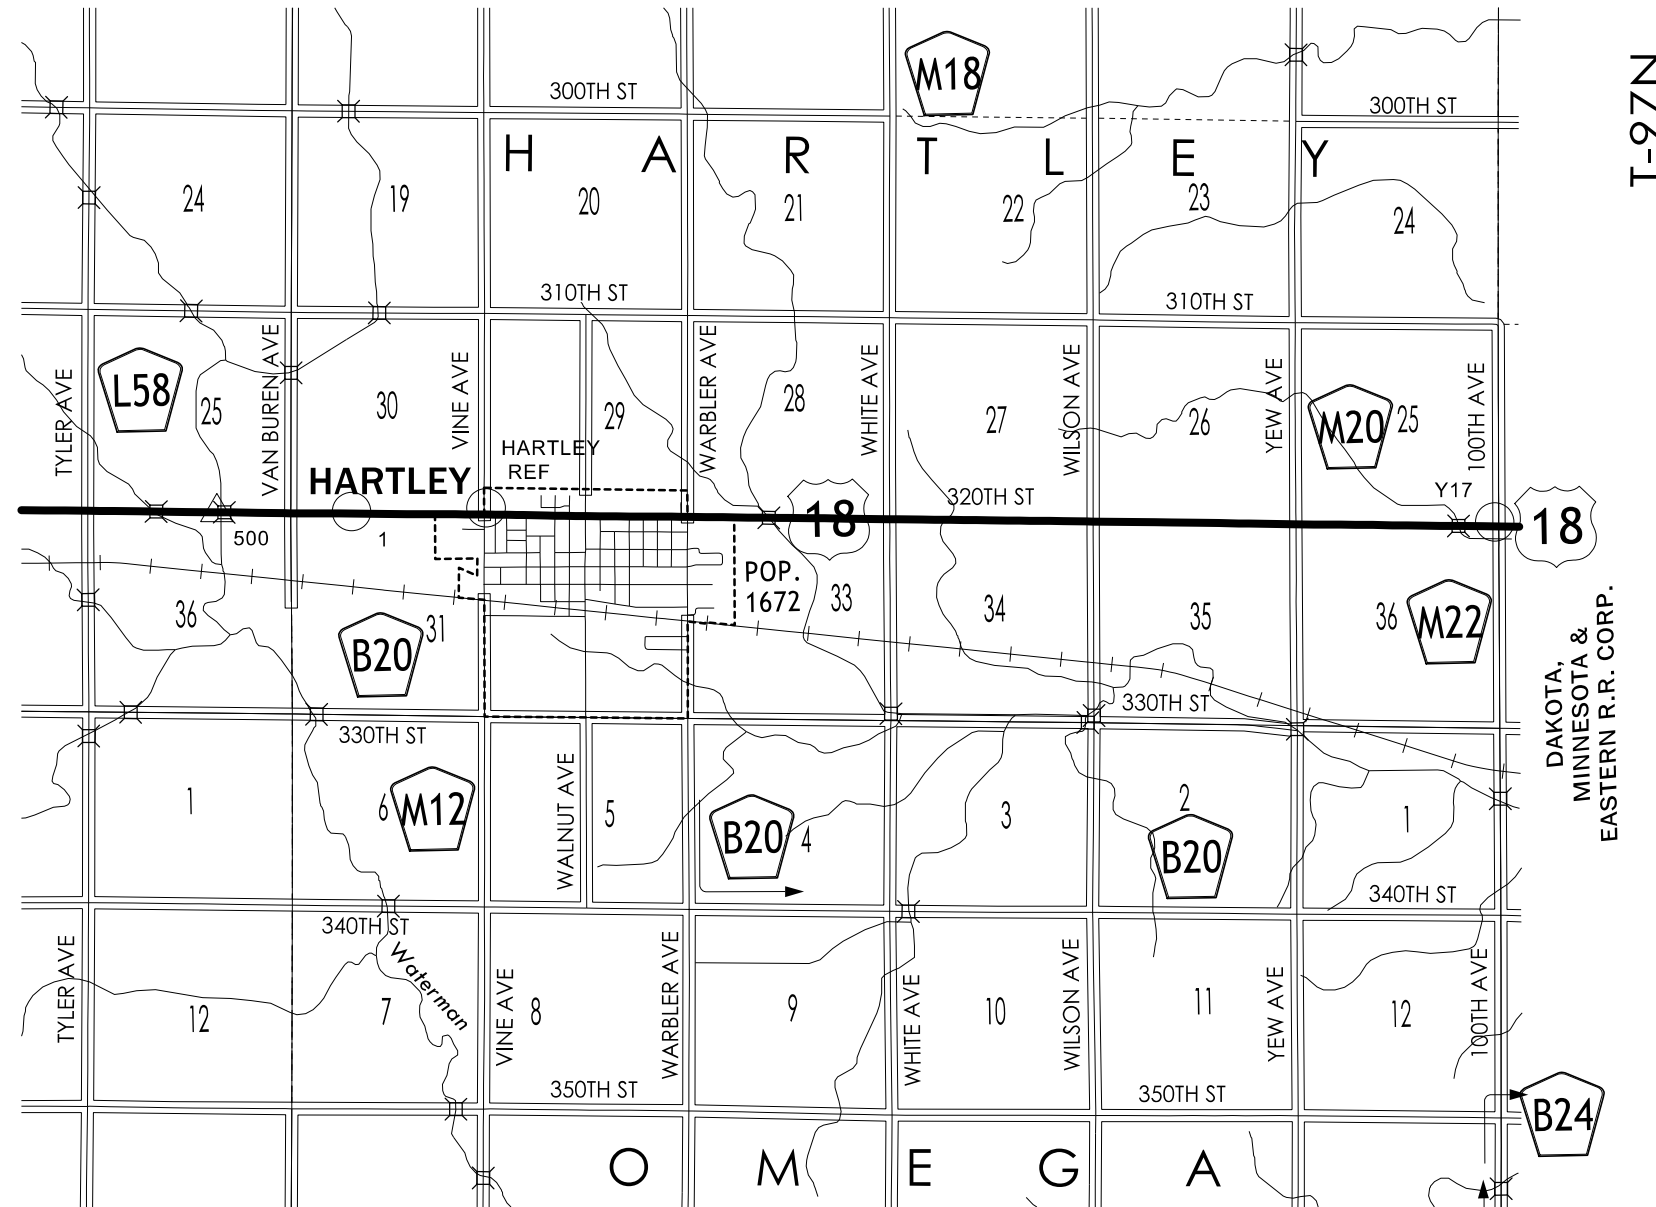 M18
300TH ST
300TH ST
T-97N
H A R T L E Y
24
19
20
21
22
23
24
310TH ST
310TH ST
TYLER AVE
L58
25
VAN BUREN AVE
30
VINE AVE
29
WARBLER AVE
28
WHITE AVE
27
WILSON AVE
26
YEW AVE
M20
25
100TH AVE
HARTLEY
REF
HARTLEY
320TH ST
Y17
18
18
500
1
POP.
1672
36
B20
31
33
34
35
36
M22
DAKOTA,
MINNESOTA &
EASTERN R.R. CORP.
330TH ST
330TH ST
1
6
M12
WALNUT AVE
5
B20
4
3
2
B20
1
340TH ST
340TH ST
Waterman
TYLER AVE
12
7
VINE AVE
8
WARBLER AVE
9
WHITE AVE
10
WILSON AVE
11
YEW AVE
12
100TH AVE
350TH ST
350TH ST
B24
O M E G A